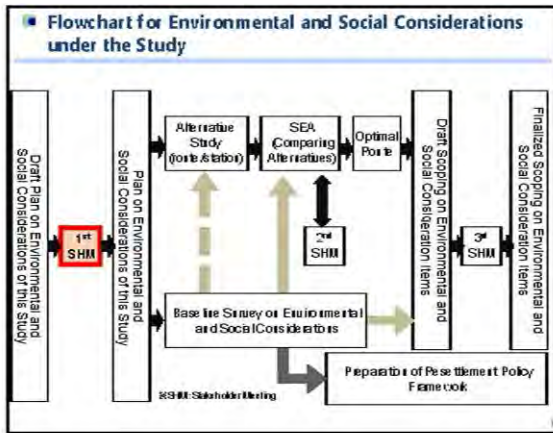 Flowchart for Environmental and Social Considerations
under the Study
Draft Plan on Environmental and
Social Considerations of this Study
1st
SHM
Plan on Environmental and
Social Considerations of this Study
Alternative
Study
(route/station)
SEA
(Comparing
Alternatives)
Optimal
Route
2nd
SHM
Draft Scoping on Environmental
and Social Consideration Items
3rd
SHM
Finalized Scoping on Environmental
and Social Consideration Items
Baseline Survey on Environmental
and Social Considerations
Preparation of Resettlement Policy
Framework
※SHM: Stakeholder Meeting